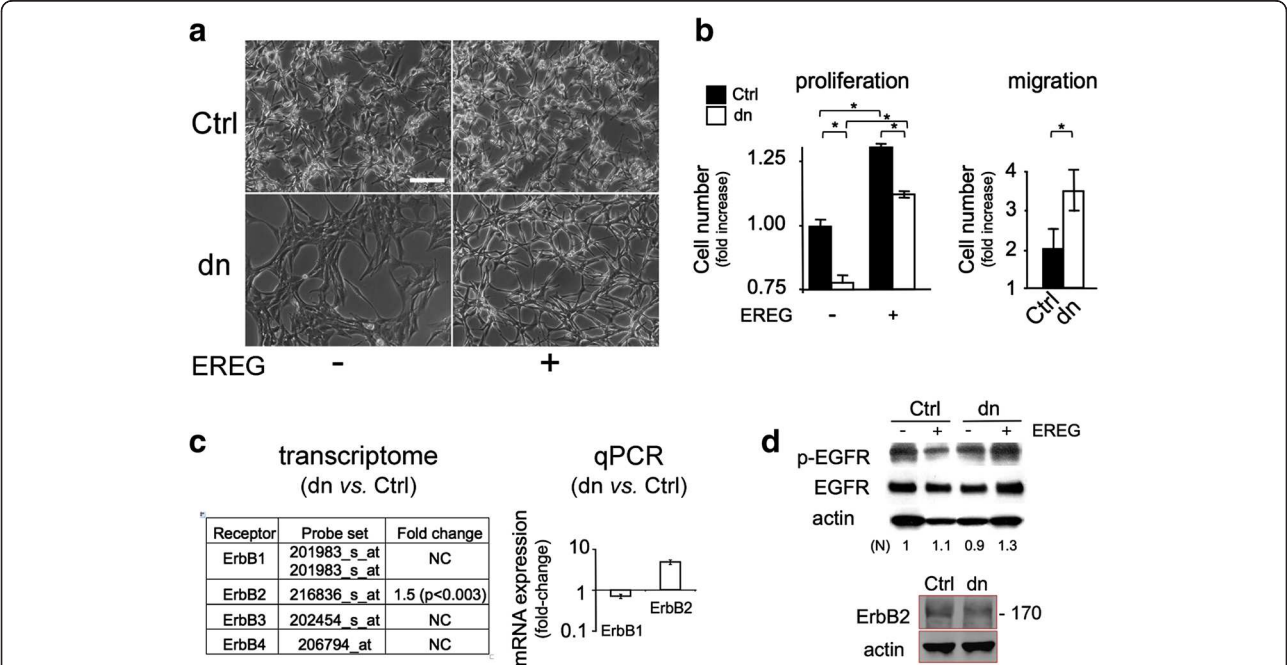 a
Ctrl
dn
EREG - +
b
Ctrl
dn
proliferation
migration
* * * *
*
Cell number
(fold increase)
1.25
1.00
0.75
EREG - +
Cell number
(fold increase)
4
3
2
1
Ctrl
dn
c
transcriptome
(dn vs. Ctrl)
Receptor Probe set Fold change
ErbB1 201983_s_at 201983_s_at NC
ErbB2 216836_s_at 1.5 (p<0.003)
ErbB3 202454_s_at NC
ErbB4 206794_at NC
qPCR
(dn vs. Ctrl)
mRNA expression
(fold-change)
10
1
0.1
ErbB1
ErbB2
d
Ctrl dn
- + - + EREG
p-EGFR
EGFR
actin
(N) 1 1.1 0.9 1.3
Ctrl dn
ErbB2 - 170
actin